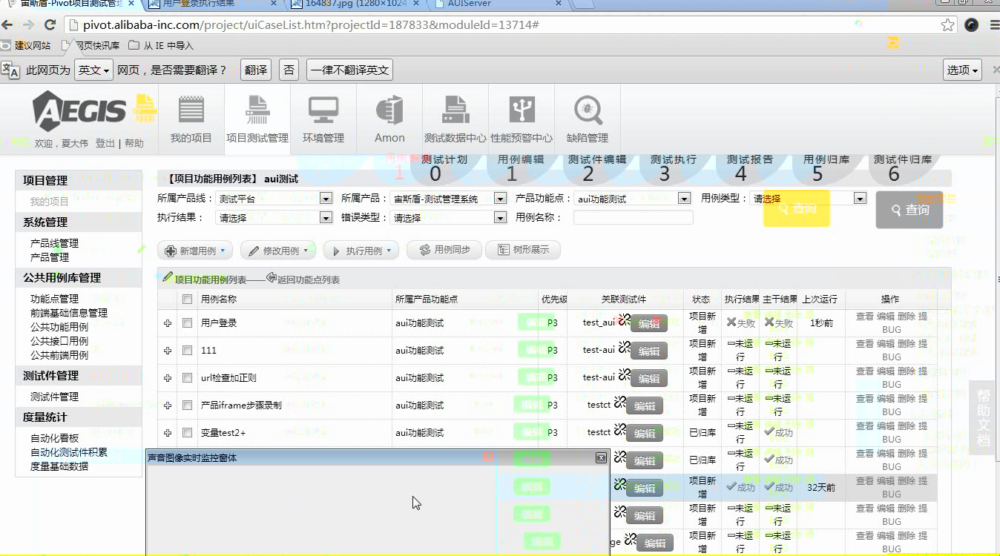 宙斯盾-Pivot项目测试管理
用户登录执行结果
164837.jpg (1280×1024
AUIServer
pivot.alibaba-inc.com/project/uiCaseList.htm?projectId=187833&moduleId=13714#
建议网站
网页快讯库
从 IE 中导入
此网页为 英文 网页，是否需要翻译？ 翻译 否 一律不翻译英文 选项
AEGIS
欢迎，夏大伟 登出 | 帮助
我的项目
项目测试管理
环境管理
Amon
测试数据中心
性能预警中心
缺陷管理
测试计划 用例编辑 测试件编辑 测试执行 测试报告 用例归库 测试件归库
1 0 1 2 3 4 5 6
项目管理
我的项目
系统管理
产品线管理
产品管理
公共用例库管理
功能点管理
前端基础信息管理
公共功能用例
公共接口用例
公共前端用例
测试件管理
测试件管理
度量统计
自动化看板
自动化测试件积累
度量基础数据
【项目功能用例列表】 aui测试
所属产品线： 测试平台 所属产品： 宙斯盾-测试管理系统 产品功能点： aui功能测试 用例类型： 请选择
查询 查询
执行结果： 请选择 错误类型： 请选择 用例名称：
新增用例 修改用例 执行用例 用例同步 树形展示
项目功能用例列表——返回功能点列表
用例名称 所属产品功能点 优先级 关联测试件 状态 执行结果 主干结果 上次运行 操作
用户登录 aui功能测试 P3 test_aui 编辑 项目新增 失败 失败 1秒前 查看 编辑 删除 提BUG
111 aui功能测试 P3 test-aui 编辑 项目新增 未运行 未运行 查看 编辑 删除 提BUG
url检查加正则 aui功能测试 P3 test-aui 编辑 项目新增 未运行 未运行 查看 编辑 删除 提BUG
产品iframe步骤录制 aui功能测试 P3 testct 编辑 项目新增 未运行 未运行 查看 编辑 删除 提BUG
变量test2+ aui功能测试 P3 testct 编辑 已归库 未运行 成功 查看 编辑 删除 提BUG
声音图像实时监控窗体
编辑 已归库 未运行 成功 查看 编辑 删除 提BUG
编辑 项目新增 成功 成功 32天前 查看 编辑 删除 提BUG
编辑 项目新增 未运行 未运行 查看 编辑 删除 提BUG
ge 编辑 项目新增 未运行 未运行 查看 编辑 删除 提BUG
帮助文档